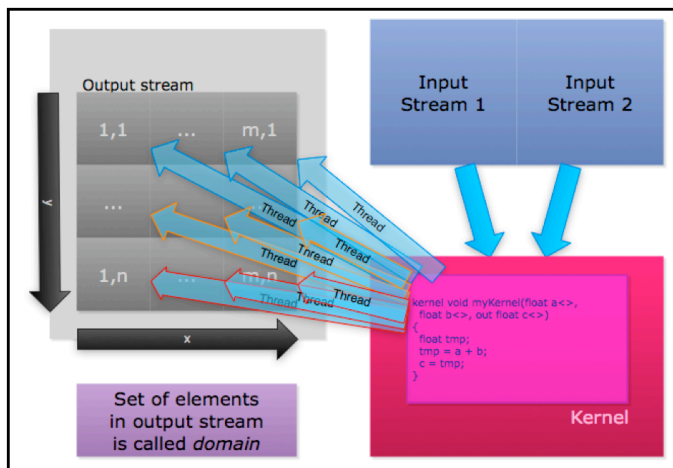 Output stream
1,1 ... m,1
... ...
1,n ... m,n
y
x
Thread
Thread
Thread
Thread
Thread
Thread
Thread
Thread
Thread
Input
Stream 1
Input
Stream 2
kernel void myKernel(float a<>,
float b<>, out float c<>)
{
float tmp;
tmp = a + b;
c = tmp;
}
Kernel
Set of elements
in output stream
is called domain